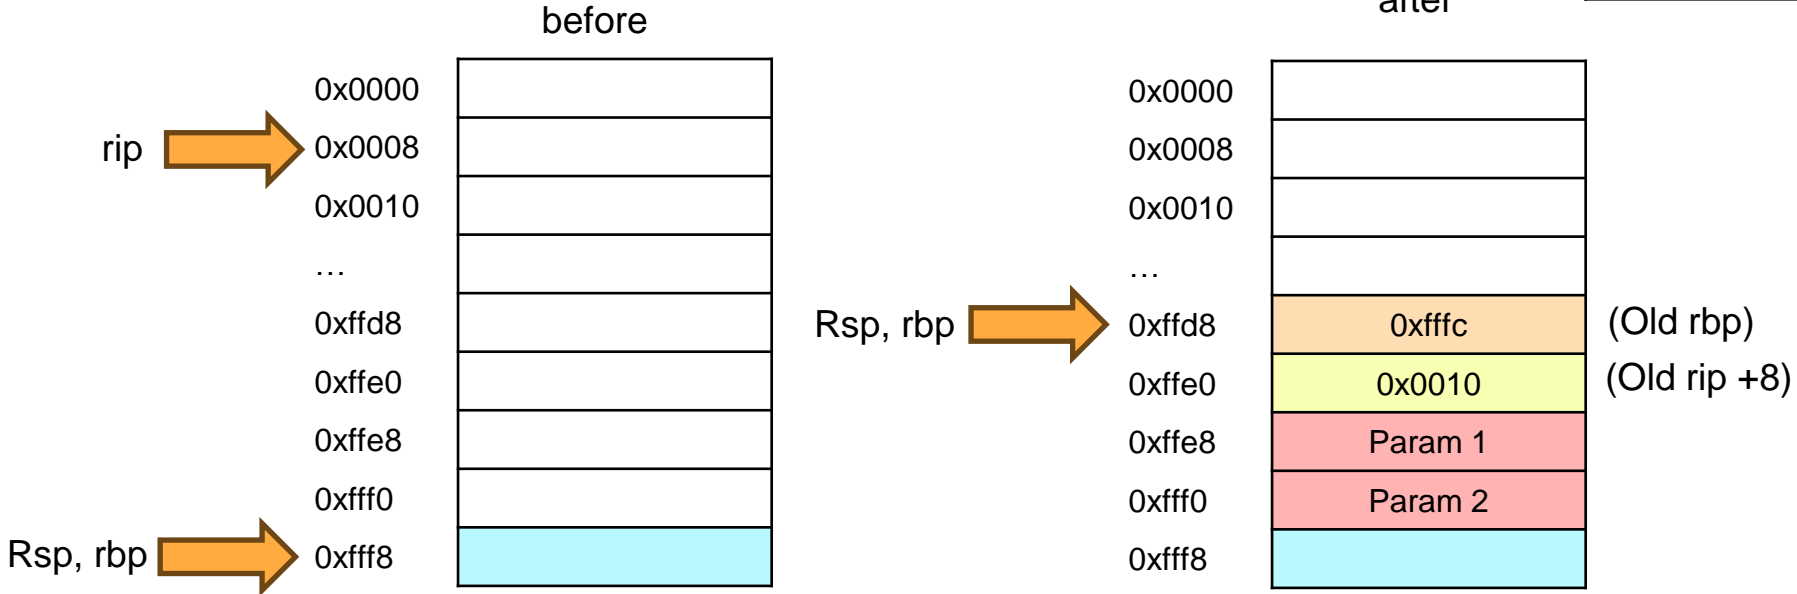 before
0x0000
rip
0x0008
0x0010
…
0xffd8
0xffe0
0xffe8
0xfff0
Rsp, rbp
0xfff8
after
0x0000
0x0008
0x0010
…
Rsp, rbp
0xffd8
0xfffc
(Old rbp)
0xffe0
0x0010
(Old rip +8)
0xffe8
Param 1
0xfff0
Param 2
0xfff8